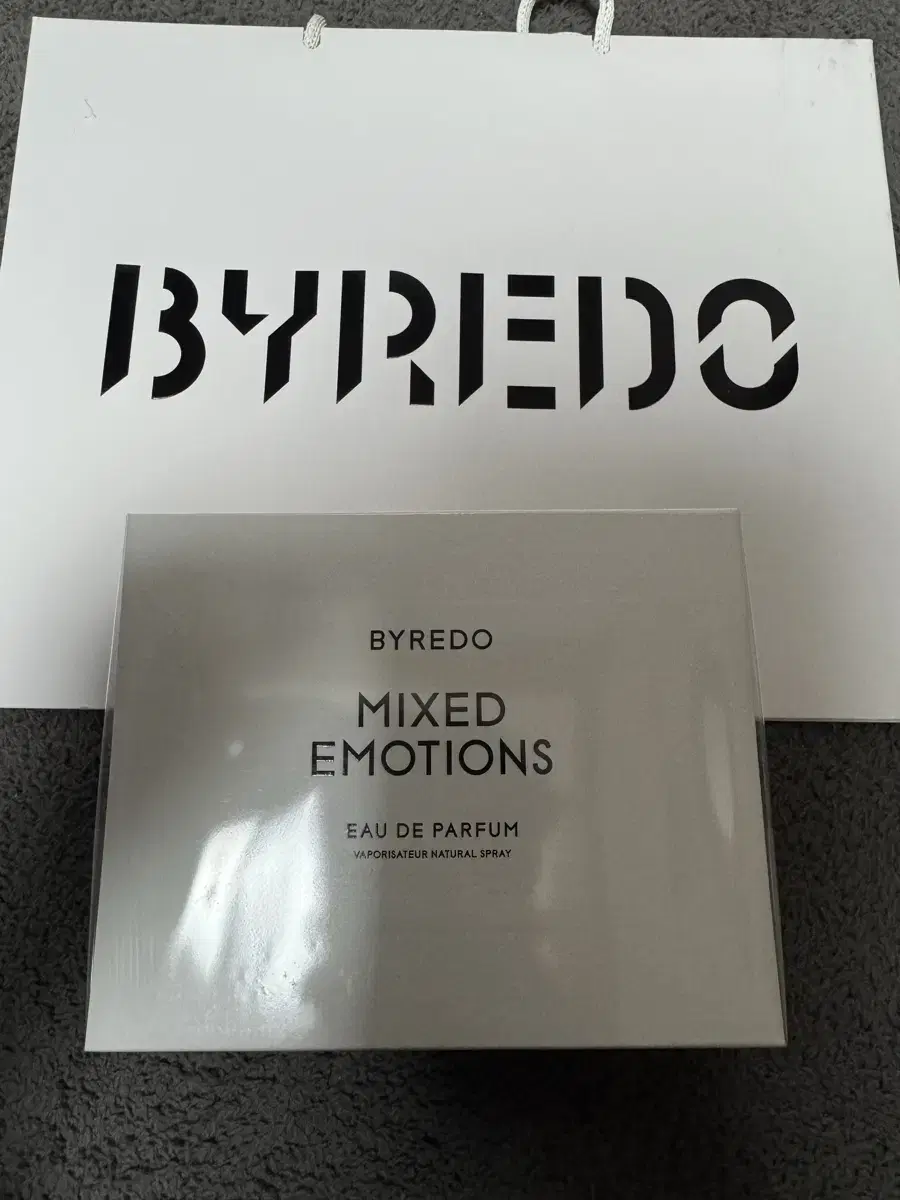 BYREDO
BYREDO
MIXED
EMOTIONS
EAU DE PARFUM
VAPORISATEUR NATURAL SPRAY